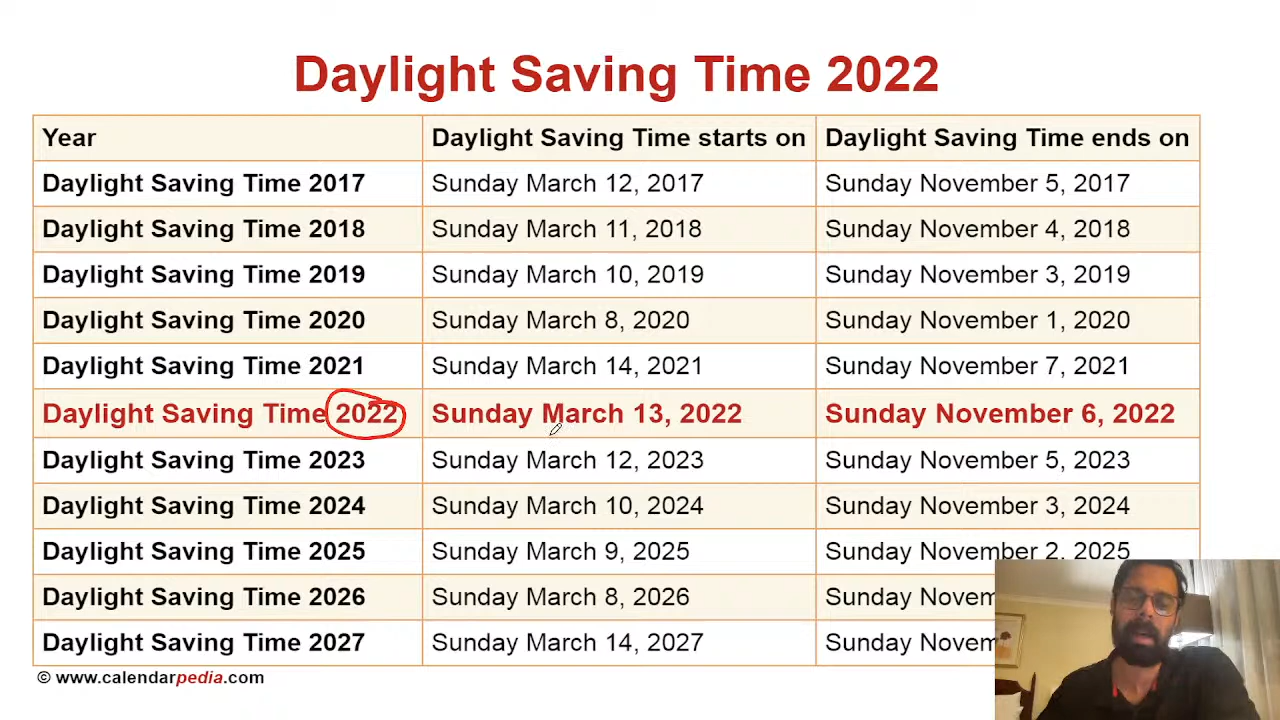 Daylight Saving Time 2022
Year Daylight Saving Time starts on Daylight Saving Time ends on
Daylight Saving Time 2017 Sunday March 12, 2017 Sunday November 5, 2017
Daylight Saving Time 2018 Sunday March 11, 2018 Sunday November 4, 2018
Daylight Saving Time 2019 Sunday March 10, 2019 Sunday November 3, 2019
Daylight Saving Time 2020 Sunday March 8, 2020 Sunday November 1, 2020
Daylight Saving Time 2021 Sunday March 14, 2021 Sunday November 7, 2021
Daylight Saving Time 2022 Sunday March 13, 2022 Sunday November 6, 2022
Daylight Saving Time 2023 Sunday March 12, 2023 Sunday November 5, 2023
Daylight Saving Time 2024 Sunday March 10, 2024 Sunday November 3, 2024
Daylight Saving Time 2025 Sunday March 9, 2025 Sunday November 2, 2025
Daylight Saving Time 2026 Sunday March 8, 2026 Sunday
Daylight Saving Time 2027 Sunday March 14, 2027 Sunday
© www.calendarpedia.com